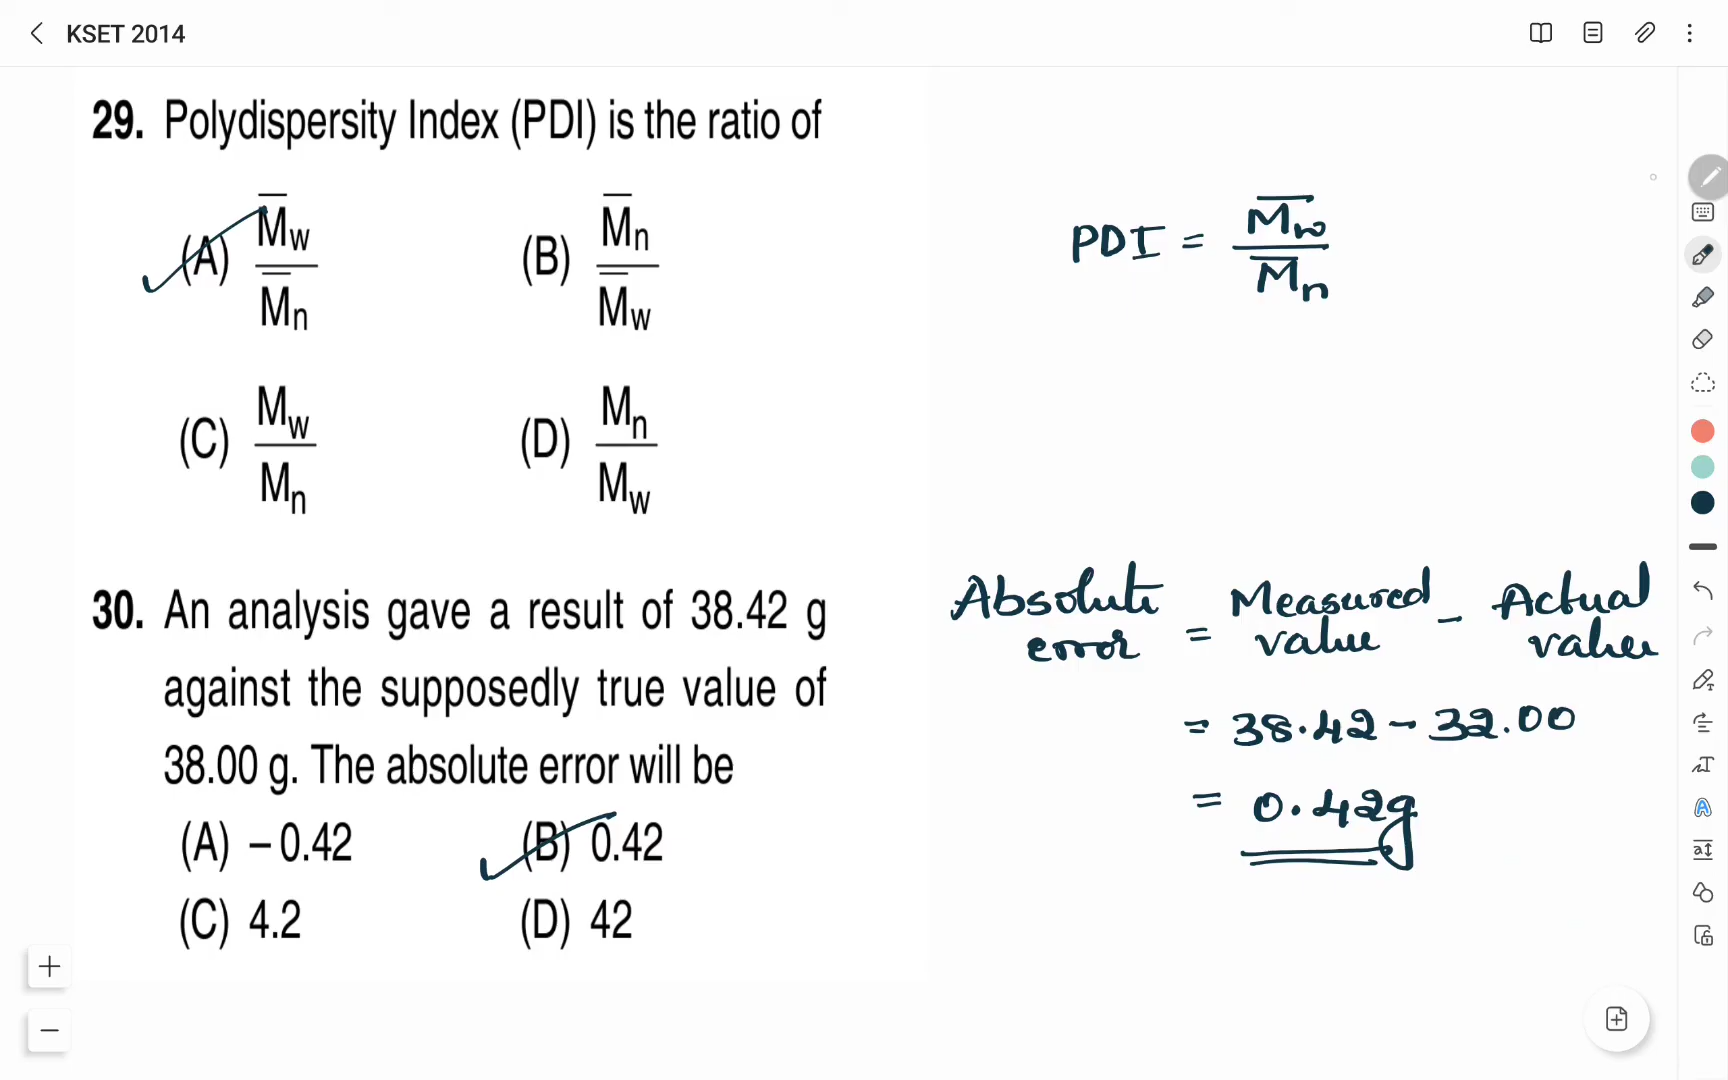 KSET 2014
29. Polydispersity Index (PDI) is the ratio of
(A) M̅w / M̅n (B) M̅n / M̅w
(C) Mw / Mn (D) Mn / Mw
PDI = M̅w / M̅n
30. An analysis gave a result of 38.42 g
against the supposedly true value of
38.00 g. The absolute error will be
(A) – 0.42 (B) 0.42
(C) 4.2 (D) 42
Absolute error = Measured value - Actual value
= 38.42 - 32.00
= 0.42g